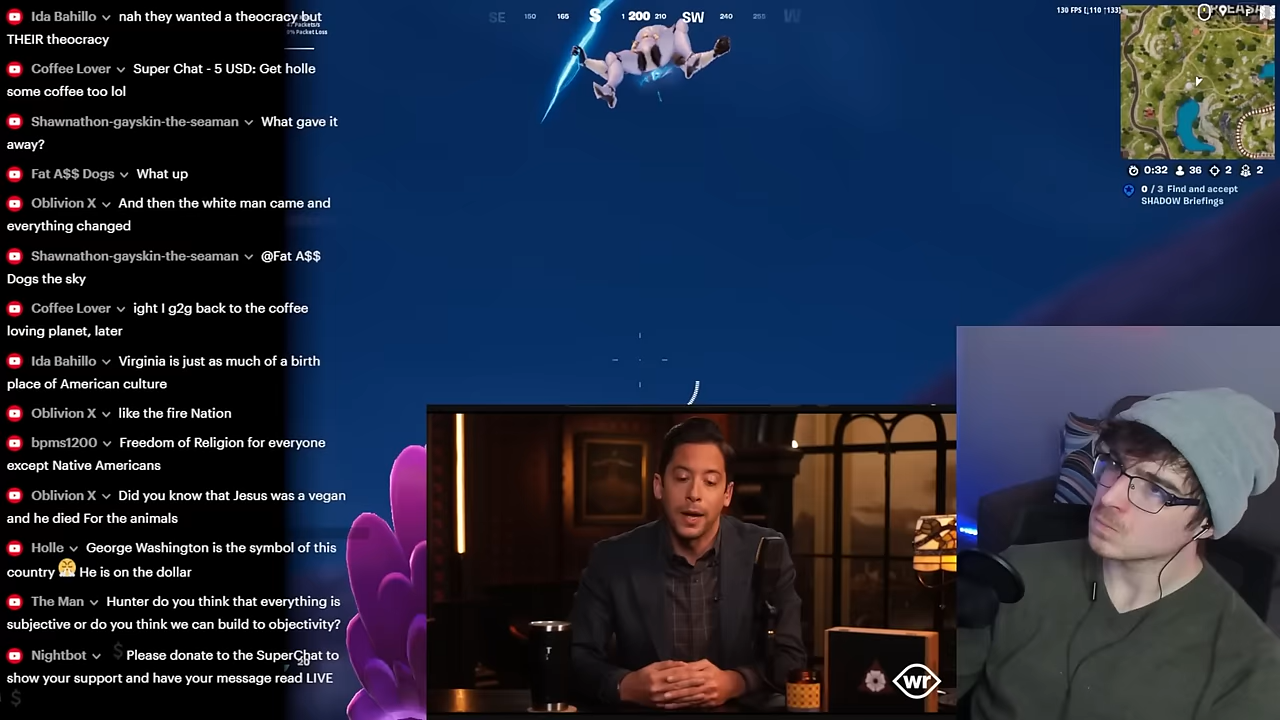 Ida Bahillo nah they wanted a theocracy but
THEIR theocracy
Coffee Lover Super Chat - 5 USD: Get holle
some coffee too lol
Shawnathon-gayskin-the-seaman What gave it
away?
Fat A$$ Dogs What up
Oblivion X And then the white man came and
everything changed
Shawnathon-gayskin-the-seaman @Fat A$$
Dogs the sky
Coffee Lover ight I g2g back to the coffee
loving planet, later
Ida Bahillo Virginia is just as much of a birth
place of American culture
Oblivion X like the fire Nation
bpms1200 Freedom of Religion for everyone
except Native Americans
Oblivion X Did you know that Jesus was a vegan
and he died For the animals
Holle George Washington is the symbol of this
country 😤 He is on the dollar
The Man Hunter do you think that everything is
subjective or do you think we can build to objectivity?
Nightbot Please donate to the SuperChat to
show your support and have your message read LIVE
$
$
20
Packet Loss
SE 150 165 S 1 200 210 SW 240 255 W
130 FPS [↓110 ↑133]
0:32 36 2 2
0 / 3 Find and accept
SHADOW Briefings
wr